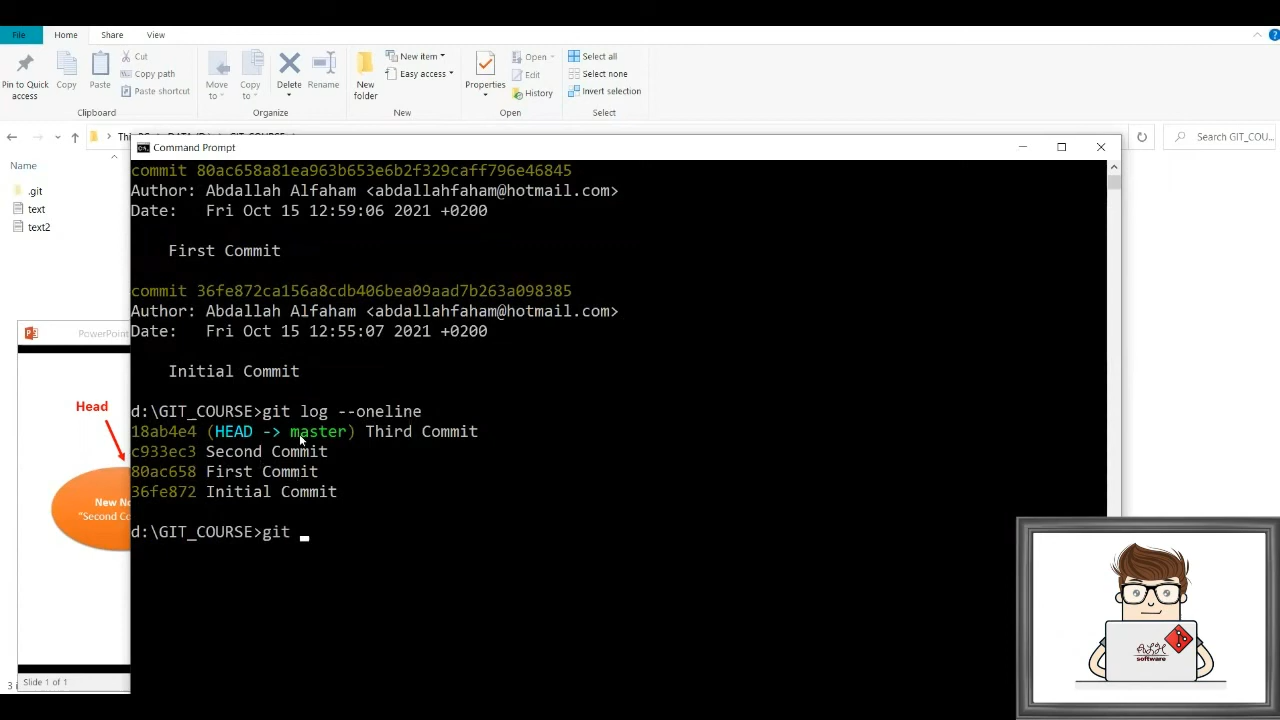 File Home Share View
Pin to Quick access
Copy
Paste
Cut
Copy path
Paste shortcut
Clipboard
Move to
Copy to
Delete
Rename
Organize
New folder
New item
Easy access
New
Properties
Open
Edit
History
Open
Select all
Select none
Invert selection
Select
Search GIT_COU...
Name
.git
text
text2
Command Prompt
commit 80ac658a81ea963b653e6b2f329caff796e46845
Author: Abdallah Alfaham <abdallahfaham@hotmail.com>
Date:   Fri Oct 15 12:59:06 2021 +0200
First Commit
commit 36fe872ca156a8cdb406bea09aad7b263a098385
Author: Abdallah Alfaham <abdallahfaham@hotmail.com>
Date:   Fri Oct 15 12:55:07 2021 +0200
Initial Commit
d:\GIT_COURSE>git log --oneline
18ab4e4 (HEAD -> master) Third Commit
c933ec3 Second Commit
80ac658 First Commit
36fe872 Initial Commit
d:\GIT_COURSE>git
PowerPoint
Head
New
"Second
Slide 1 of 1
3
software